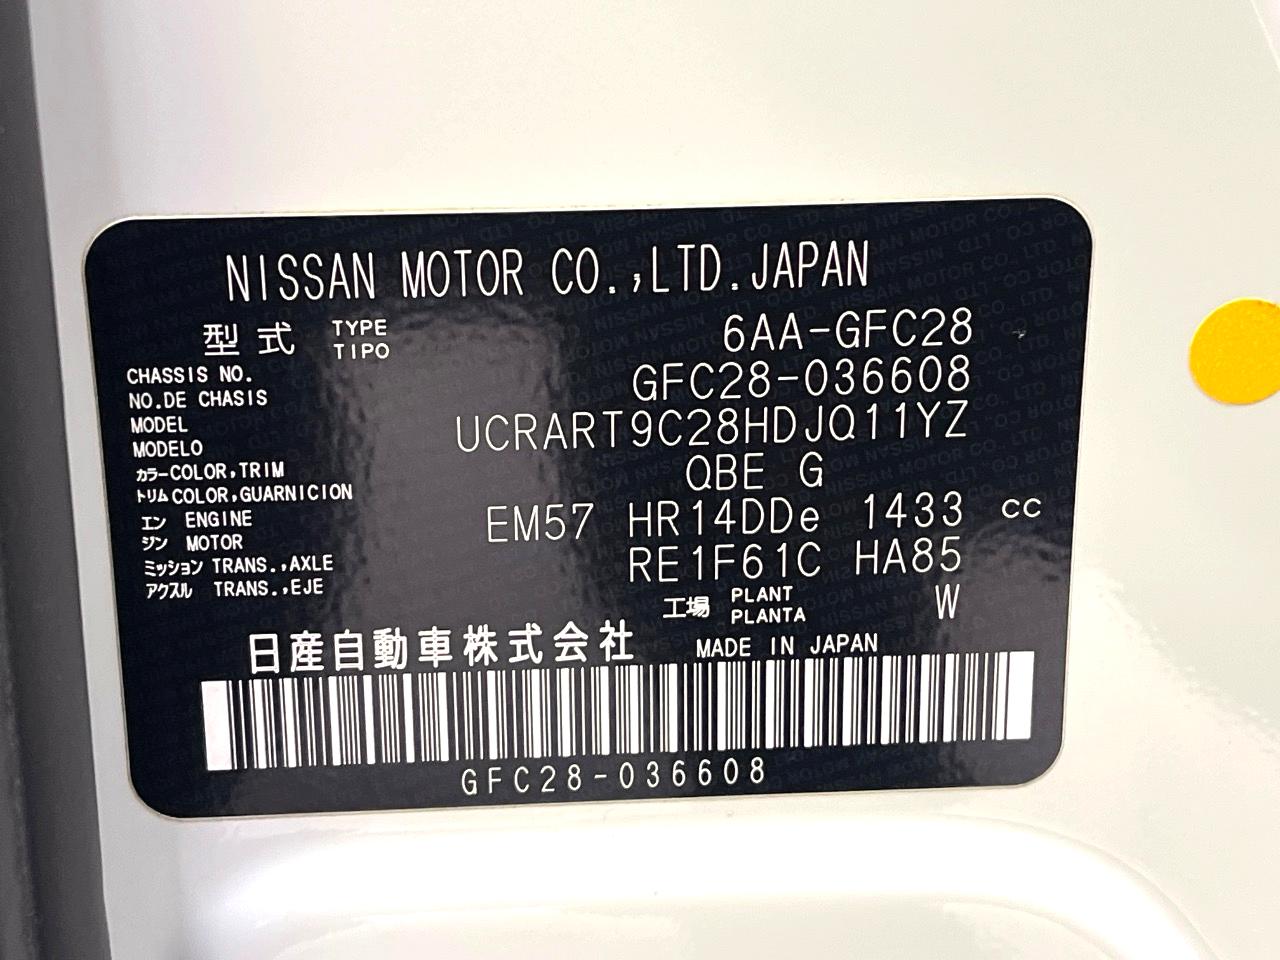 NISSAN MOTOR CO.,LTD.JAPAN
型式 TYPE TIPO 6AA-GFC28
CHASSIS NO. NO.DE CHASIS GFC28-036608
MODEL MODELO UCRART9C28HDJQ11YZ
カラー COLOR,TRIM QBE G
トリム COLOR,GUARNICION
エンジン ENGINE MOTOR EM57 HR14DDe 1433 cc
ミッション TRANS.,AXLE RE1F61C HA85
アクスル TRANS.,EJE
工場 PLANT PLANTA W
日産自動車株式会社 MADE IN JAPAN
GFC28-036608